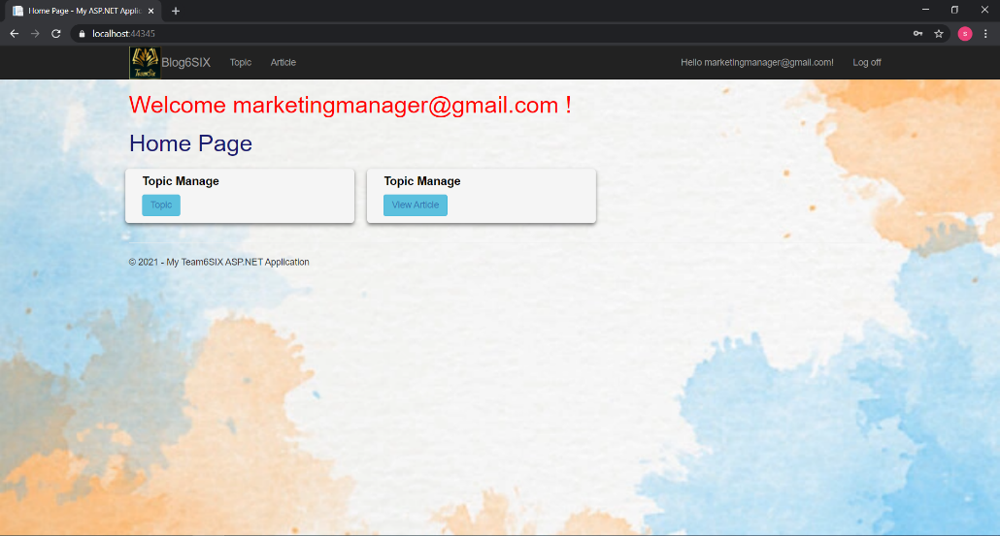 Home Page - My ASP.NET Applic
localhost:44345
s
TeamSix
Blog6SIX Topic Article Hello marketingmanager@gmail.com! Log off
Welcome marketingmanager@gmail.com !
Home Page
Topic Manage Topic Manage
Topic View Article
© 2021 - My Team6SIX ASP.NET Application